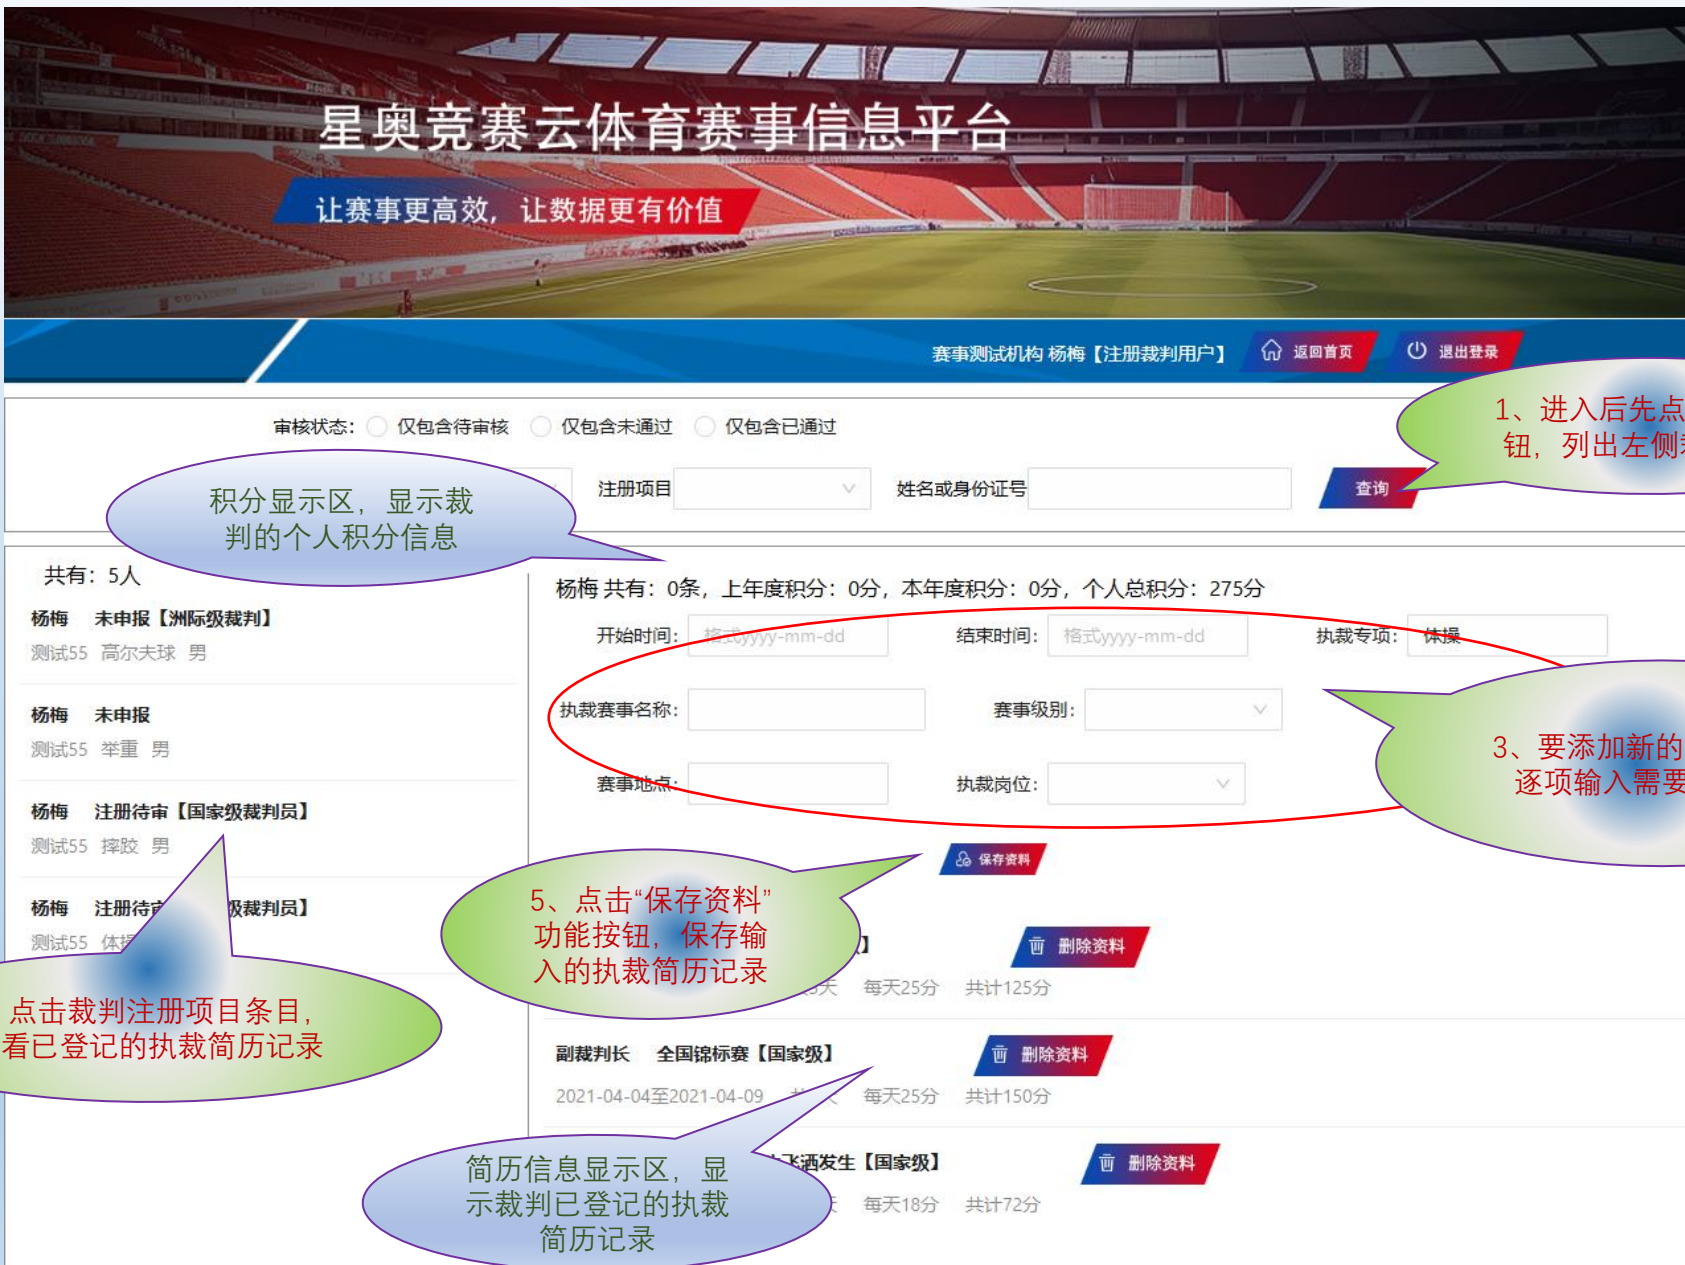 星奥竞赛云体育赛事信息平台
让赛事更高效，让数据更有价值
赛事测试机构 杨梅【注册裁判用户】 返回首页 退出登录
1、进入后先点
钮，列出左侧
审核状态： 仅包含待审核 仅包含未通过 仅包含已通过
注册项目 姓名或身份证号 查询
积分显示区，显示裁
判的个人积分信息
共有：5人
杨梅 未申报【洲际级裁判】
测试55 高尔夫球 男
杨梅 未申报
测试55 举重 男
杨梅 注册待审【国家级裁判员】
测试55 摔跤 男
杨梅 注册待 级裁判员】
测试55 体
点击裁判注册项目条目，
看已登记的执裁简历记录
杨梅 共有：0条，上年度积分：0分，本年度积分：0分，个人总积分：275分
开始时间： 格式yyyy-mm-dd 结束时间： 格式yyyy-mm-dd 执裁专项： 体操
执裁赛事名称： 赛事级别：
赛事地点： 执裁岗位：
3、要添加新的
逐项输入需要
保存资料
5、点击“保存资料”
功能按钮，保存输
入的执裁简历记录
】 删除资料
天 每天25分 共计125分
副裁判长 全国锦标赛【国家级】 删除资料
2021-04-04至2021-04-09 每天25分 共计150分
飞洒发生【国家级】 删除资料
每天18分 共计72分
简历信息显示区，显
示裁判已登记的执裁
简历记录